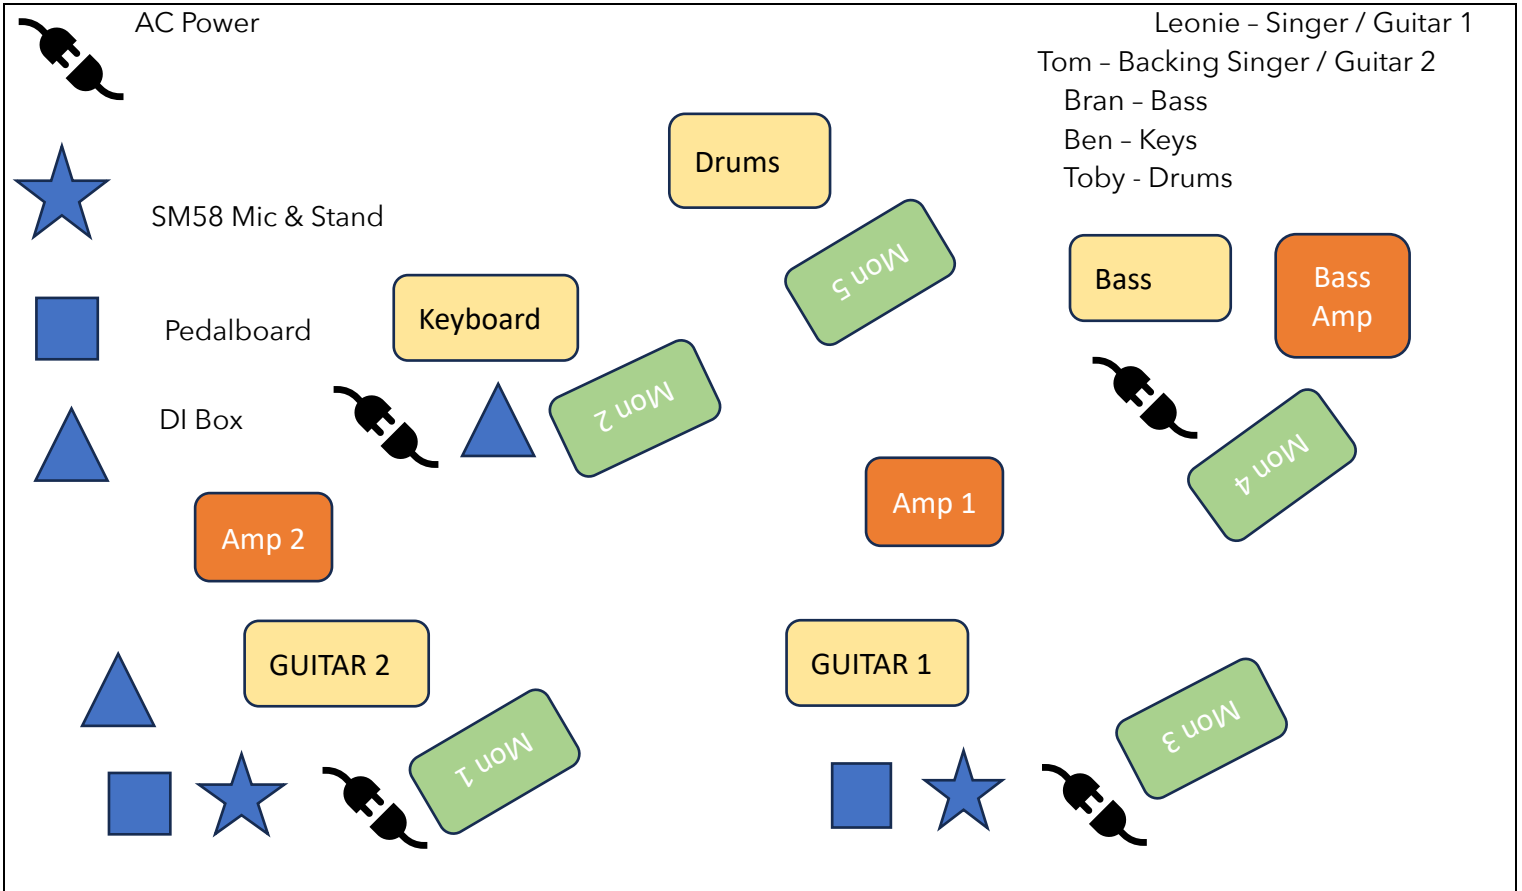 AC Power
Leonie – Singer / Guitar 1
Tom – Backing Singer / Guitar 2
Bran – Bass
Ben – Keys
Toby - Drums
Drums
SM58 Mic & Stand
Mon 5
Bass
Bass
Amp
Keyboard
Pedalboard
Mon 2
DI Box
Mon 4
Amp 1
Amp 2
GUITAR 2
GUITAR 1
Mon 1
Mon 3